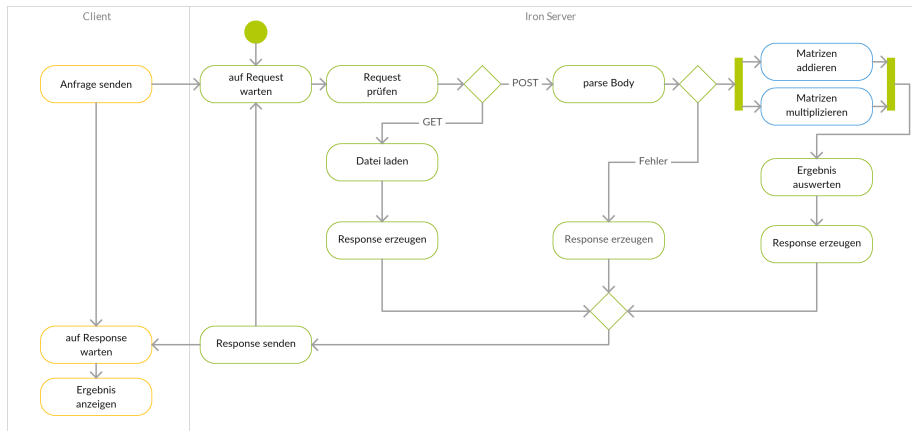 Client
Iron Server
Anfrage senden
auf Request
warten
Request
prüfen
POST
parse Body
Matrizen
addieren
Matrizen
multiplizieren
GET
Datei laden
Fehler
Ergebnis
auswerten
Response erzeugen
Response erzeugen
Response erzeugen
auf Response
warten
Response senden
Ergebnis
anzeigen